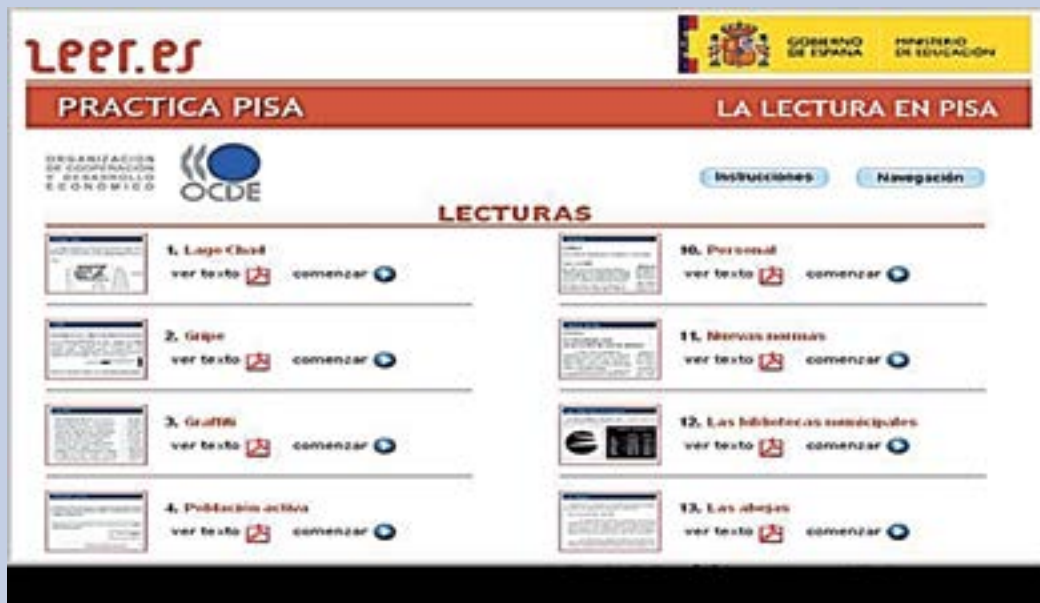 Leer.es
GOBIERNO DE ESPAÑA
MINISTERIO DE EDUCACIÓN
PRACTICA PISA
LA LECTURA EN PISA
ORGANIZACIÓN
DE COOPERACIÓN
Y DESARROLLO
ECONÓMICO
OCDE
Instrucciones
Navegación
LECTURAS
1. Lago Chad
ver texto comenzar
2. Gripe
ver texto comenzar
3. Graffiti
ver texto comenzar
4. Población activa
ver texto comenzar
10. Personal
ver texto comenzar
11. Nuevas normas
ver texto comenzar
12. Las bibliotecas municipales
ver texto comenzar
13. Las abejas
ver texto comenzar